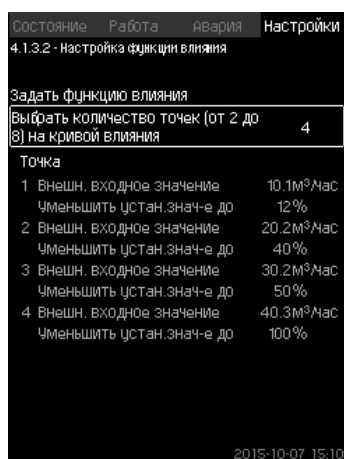 Состояние Работа Авария Настройки
4.1.3.2 - Настройка функции влияния
Задать функцию влияния
Выбрать количество точек (от 2 до
8) на кривой влияния 4
Точка
1 Внешн. входное значение 10.1м³/час
Уменьшить устан.знач-е до 12%
2 Внешн. входное значение 20.2м³/час
Уменьшить устан.знач-е до 40%
3 Внешн. входное значение 30.2м³/час
Уменьшить устан.знач-е до 50%
4 Внешн. входное значение 40.3м³/час
Уменьшить устан.знач-е до 100%
2015-10-07 15:10